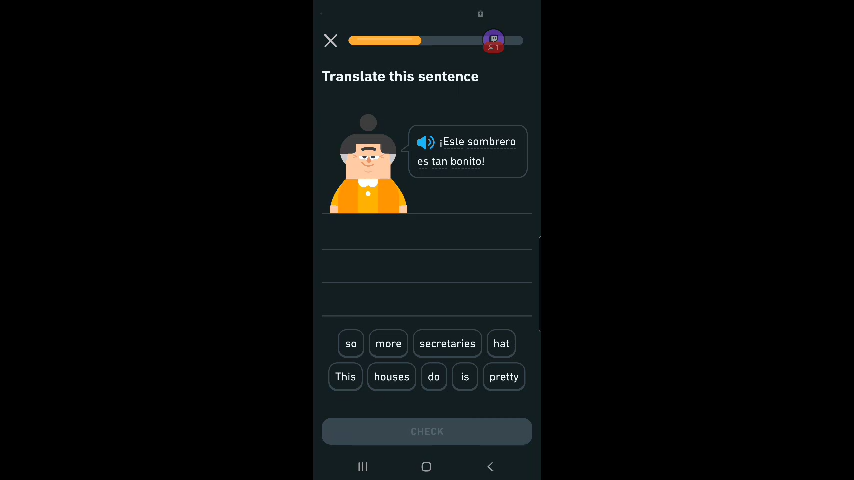 Translate this sentence
¡Este sombrero
es tan bonito!
so more secretaries hat
This houses do is pretty
CHECK